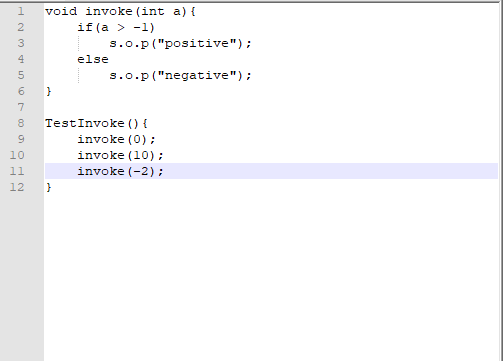 1 void invoke(int a){
2     if(a > -1)
3         s.o.p("positive");
4     else
5         s.o.p("negative");
6 }
7
8 TestInvoke(){
9     invoke(0);
10     invoke(10);
11     invoke(-2);
12 }